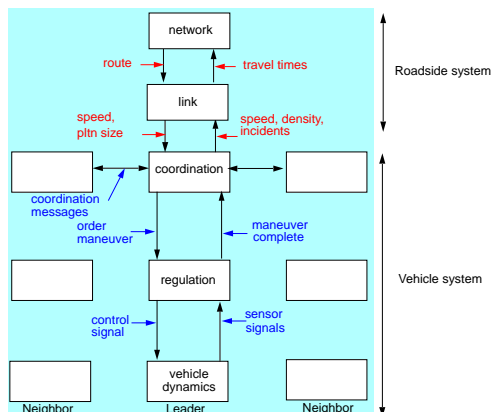 network
route
travel times
Roadside system
link
speed,
pltn size
speed, density,
incidents
coordination
coordination
messages
order
maneuver
maneuver
complete
Vehicle system
regulation
control
signal
sensor
signals
vehicle
dynamics
Neighbor
Leader
Neighbor